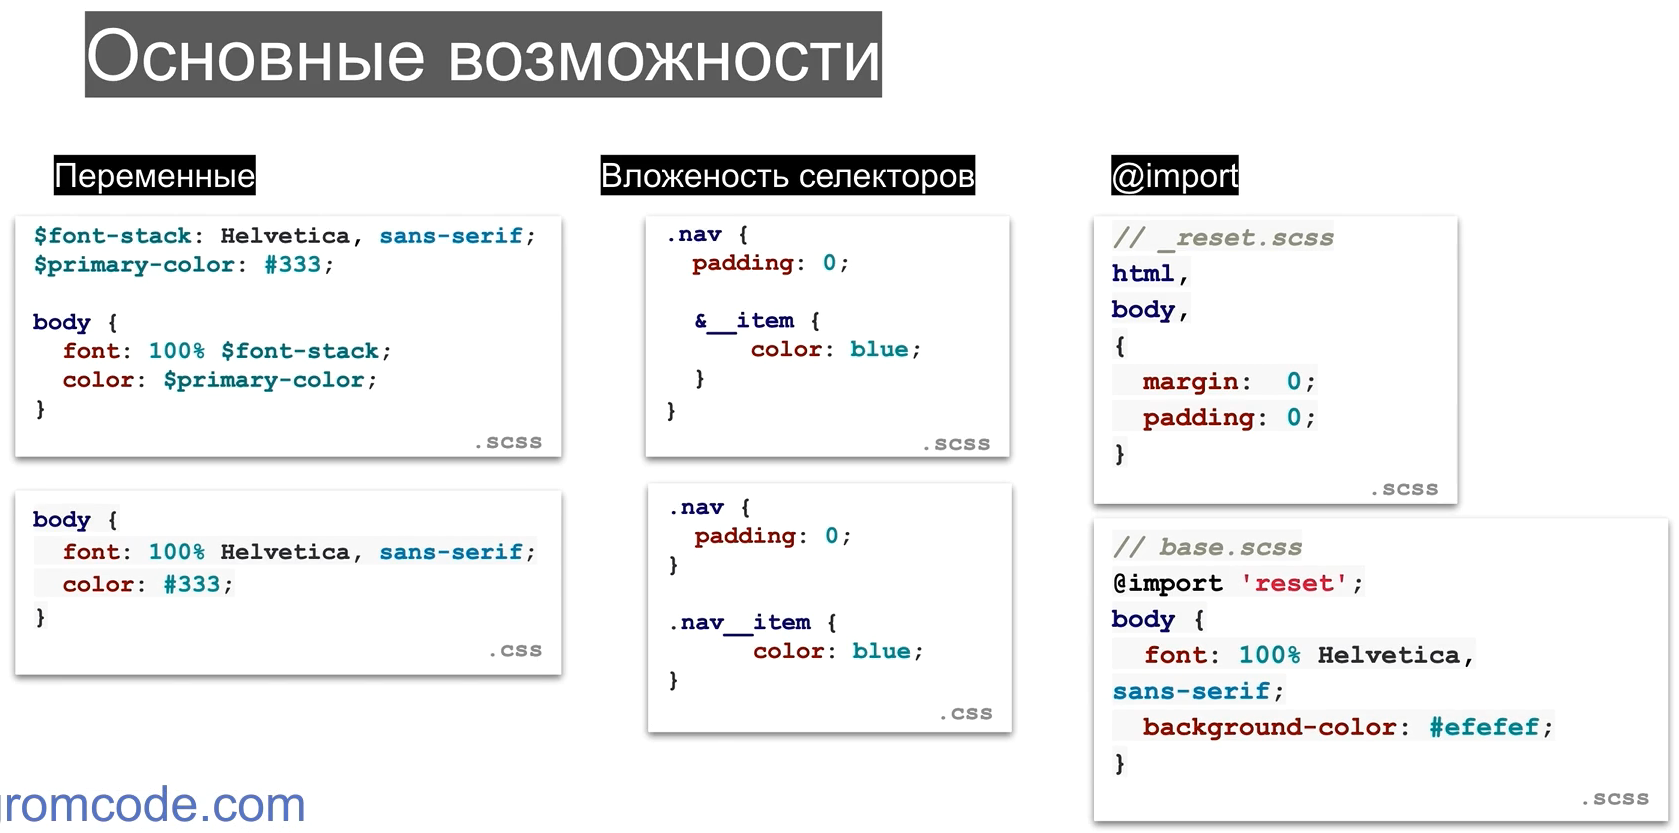 Основные возможности
Переменные
$font-stack: Helvetica, sans-serif;
$primary-color: #333;
body {
  font: 100% $font-stack;
  color: $primary-color;
}
.scss
body {
  font: 100% Helvetica, sans-serif;
  color: #333;
}
.css
Вложеность селекторов
.nav {
  padding: 0;
  &__item {
      color: blue;
  }
}
.scss
.nav {
  padding: 0;
}
.nav__item {
      color: blue;
}
.css
@import
// _reset.scss
html,
body,
{
  margin:  0;
  padding: 0;
}
.scss
// base.scss
@import 'reset';
body {
  font: 100% Helvetica,
sans-serif;
  background-color: #efefef;
}
.scss
gromcode.com